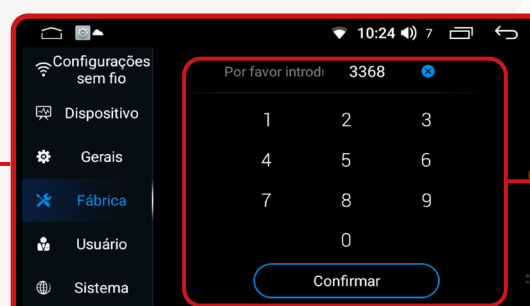 10:24 7
Configurações
sem fio
Dispositivo
Gerais
Fábrica
Usuário
Sistema
Por favor introdu 3368
1 2 3
4 5 6
7 8 9
0
Confirmar